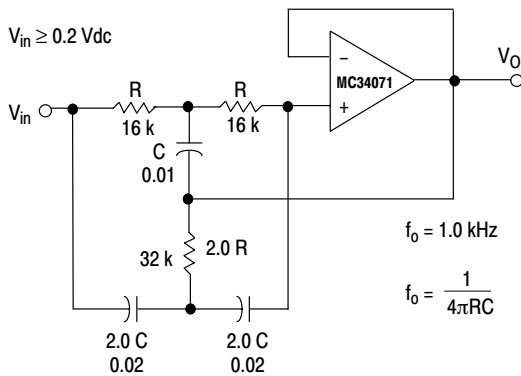 V_in ≥ 0.2 Vdc
V_in
R
16 k
R
16 k
−
+
MC34071
V_O
C
0.01
32 k
2.0 R
2.0 C
0.02
2.0 C
0.02
f_o = 1.0 kHz
f_o = 1 / 4πRC